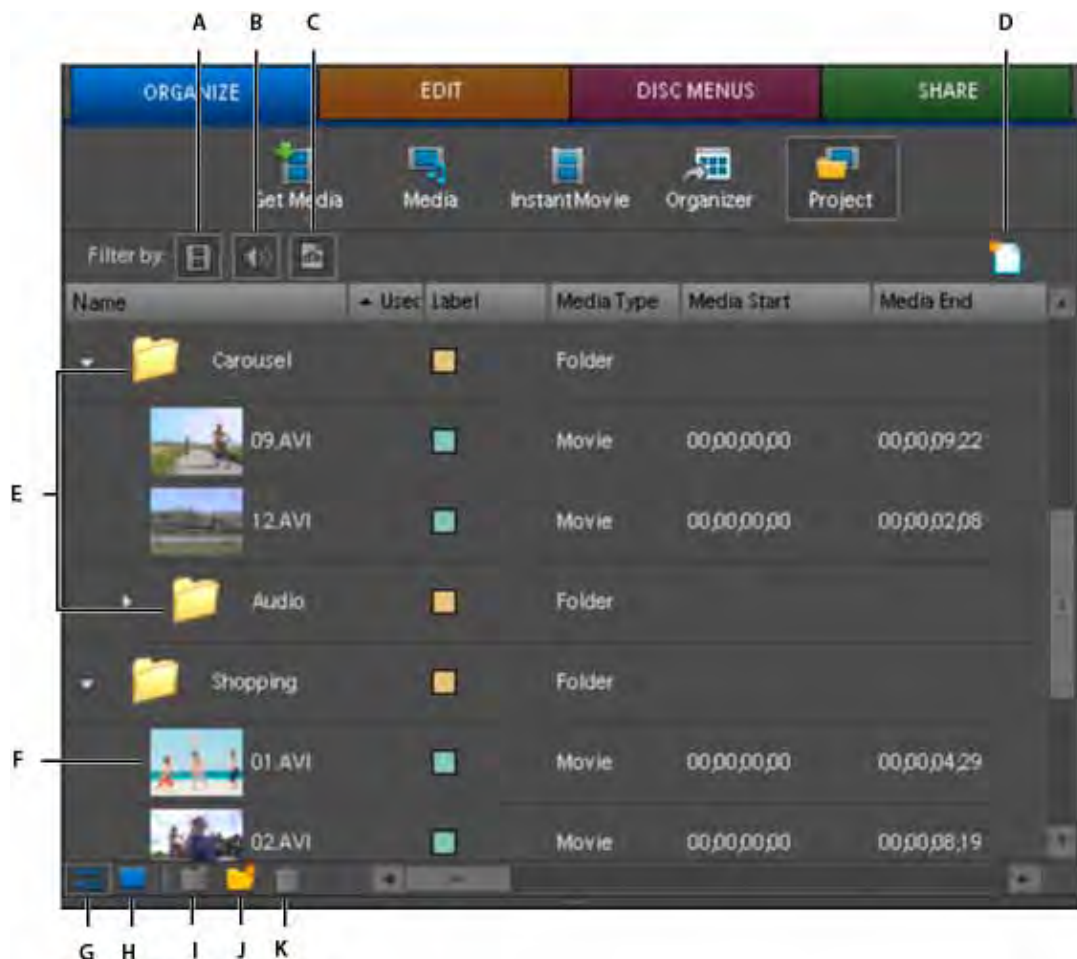 A B C D
ORGANIZE EDIT DISC MENUS SHARE
Get Media Media InstantMovie Organizer Project
Filter by:
Name Used Label Media Type Media Start Media End
Carousel Folder
E
09.AVI Movie 00;00;00;00 00;00;09;22
12.AVI Movie 00;00;00;00 00;00;02;08
Audio Folder
Shopping Folder
F
01.AVI Movie 00;00;00;00 00;00;04;29
02.AVI Movie 00;00;00;00 00;00;08;19
G H I J K